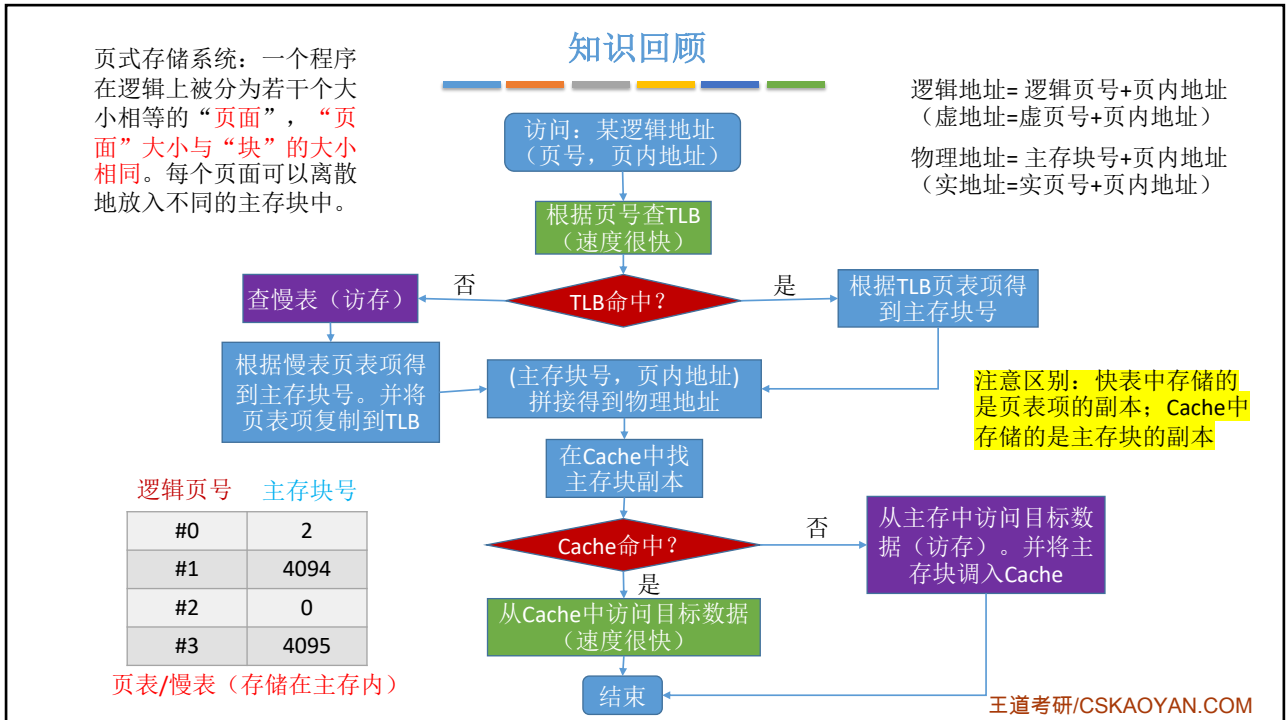 知识回顾
页式存储系统：一个程序
在逻辑上被分为若干个大
小相等的“页面”，“页
面”大小与“块”的大小
相同。每个页面可以离散
地放入不同的主存块中。
逻辑地址= 逻辑页号+页内地址
（虚地址=虚页号+页内地址）
物理地址= 主存块号+页内地址
（实地址=实页号+页内地址）
访问：某逻辑地址
（页号，页内地址）
根据页号查TLB
（速度很快）
TLB命中？
否
是
查慢表（访存）
根据TLB页表项得
到主存块号
根据慢表页表项得
到主存块号。并将
页表项复制到TLB
(主存块号，页内地址)
拼接得到物理地址
注意区别：快表中存储的
是页表项的副本；Cache中
存储的是主存块的副本
在Cache中找
主存块副本
Cache命中？
否
是
从主存中访问目标数
据（访存）。并将主
存块调入Cache
从Cache中访问目标数据
（速度很快）
结束
逻辑页号 主存块号
#0 2
#1 4094
#2 0
#3 4095
页表/慢表（存储在主存内）
王道考研/CSKAOYAN.COM